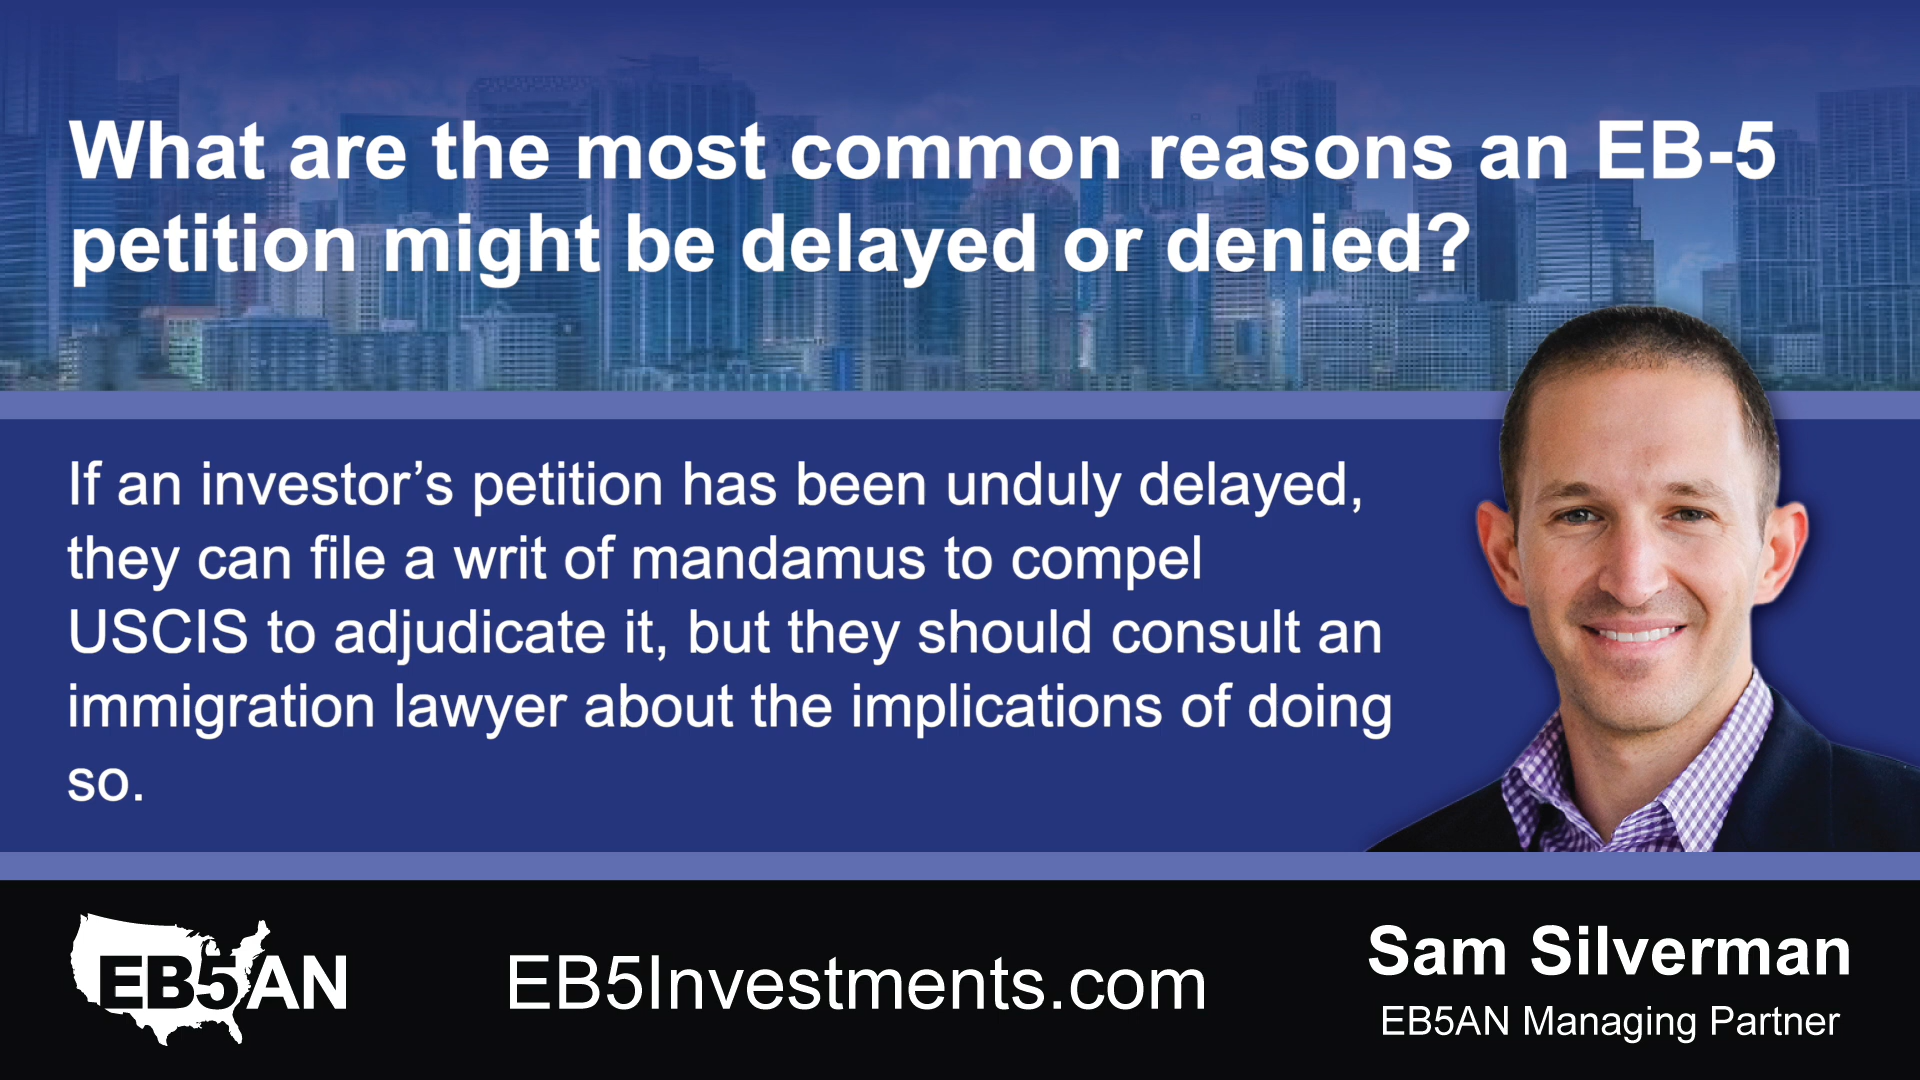 What are the most common reasons an EB-5
petition might be delayed or denied?
If an investor’s petition has been unduly delayed,
they can file a writ of mandamus to compel
USCIS to adjudicate it, but they should consult an
immigration lawyer about the implications of doing
so.
EB5AN
EB5Investments.com
Sam Silverman
EB5AN Managing Partner